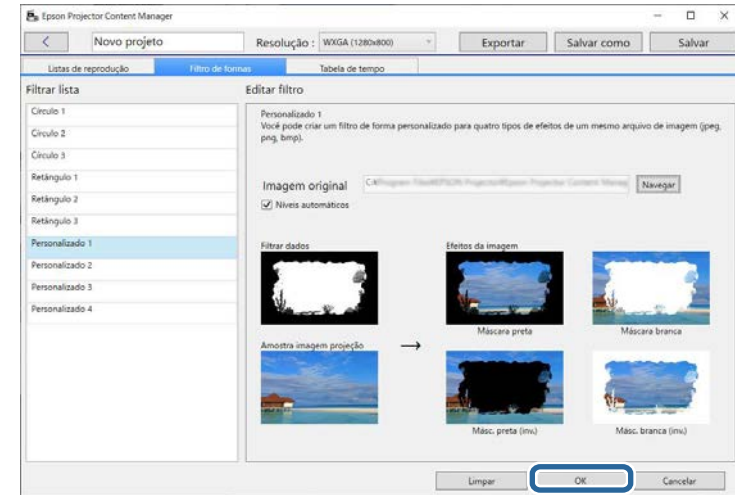 Epson Projector Content Manager
Novo projeto
Resolução : WXGA (1280x800)
Exportar
Salvar como
Salvar
Listas de reprodução
Filtro de formas
Tabela de tempo
Filtrar lista
Círculo 1
Círculo 2
Círculo 3
Retângulo 1
Retângulo 2
Retângulo 3
Personalizado 1
Personalizado 2
Personalizado 3
Personalizado 4
Editar filtro
Personalizado 1
Você pode criar um filtro de forma personalizado para quatro tipos de efeitos de um mesmo arquivo de imagem (jpeg,
png, bmp).
Imagem original
Navegar
Níveis automáticos
Filtrar dados
Efeitos da imagem
Máscara preta
Máscara branca
Amostra imagem projeção
→
Másc. preta (inv.)
Másc. branca (inv.)
Limpar
OK
Cancelar